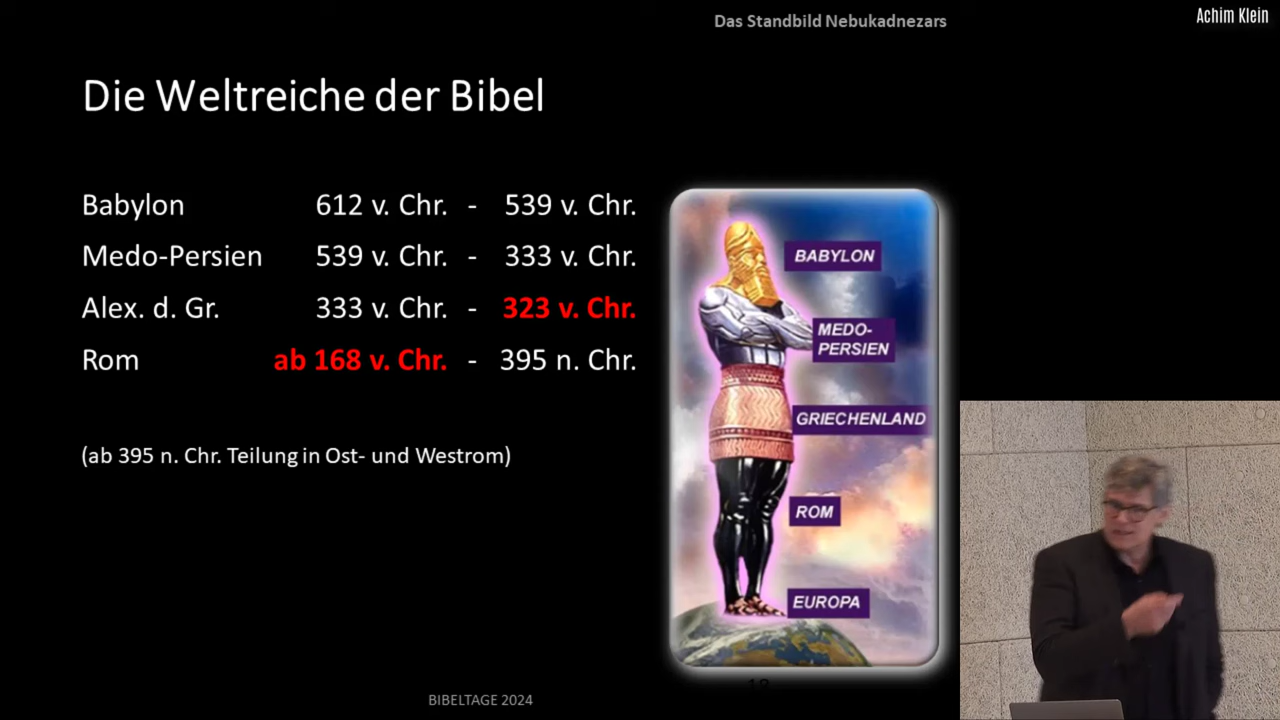 Das Standbild Nebukadnezars
Achim Klein
Die Weltreiche der Bibel
Babylon 612 v. Chr. - 539 v. Chr.
Medo-Persien 539 v. Chr. - 333 v. Chr.
Alex. d. Gr. 333 v. Chr. - 323 v. Chr.
Rom ab 168 v. Chr. - 395 n. Chr.
(ab 395 n. Chr. Teilung in Ost- und Westrom)
BABYLON
MEDO-
PERSIEN
GRIECHENLAND
ROM
EUROPA
BIBELTAGE 2024